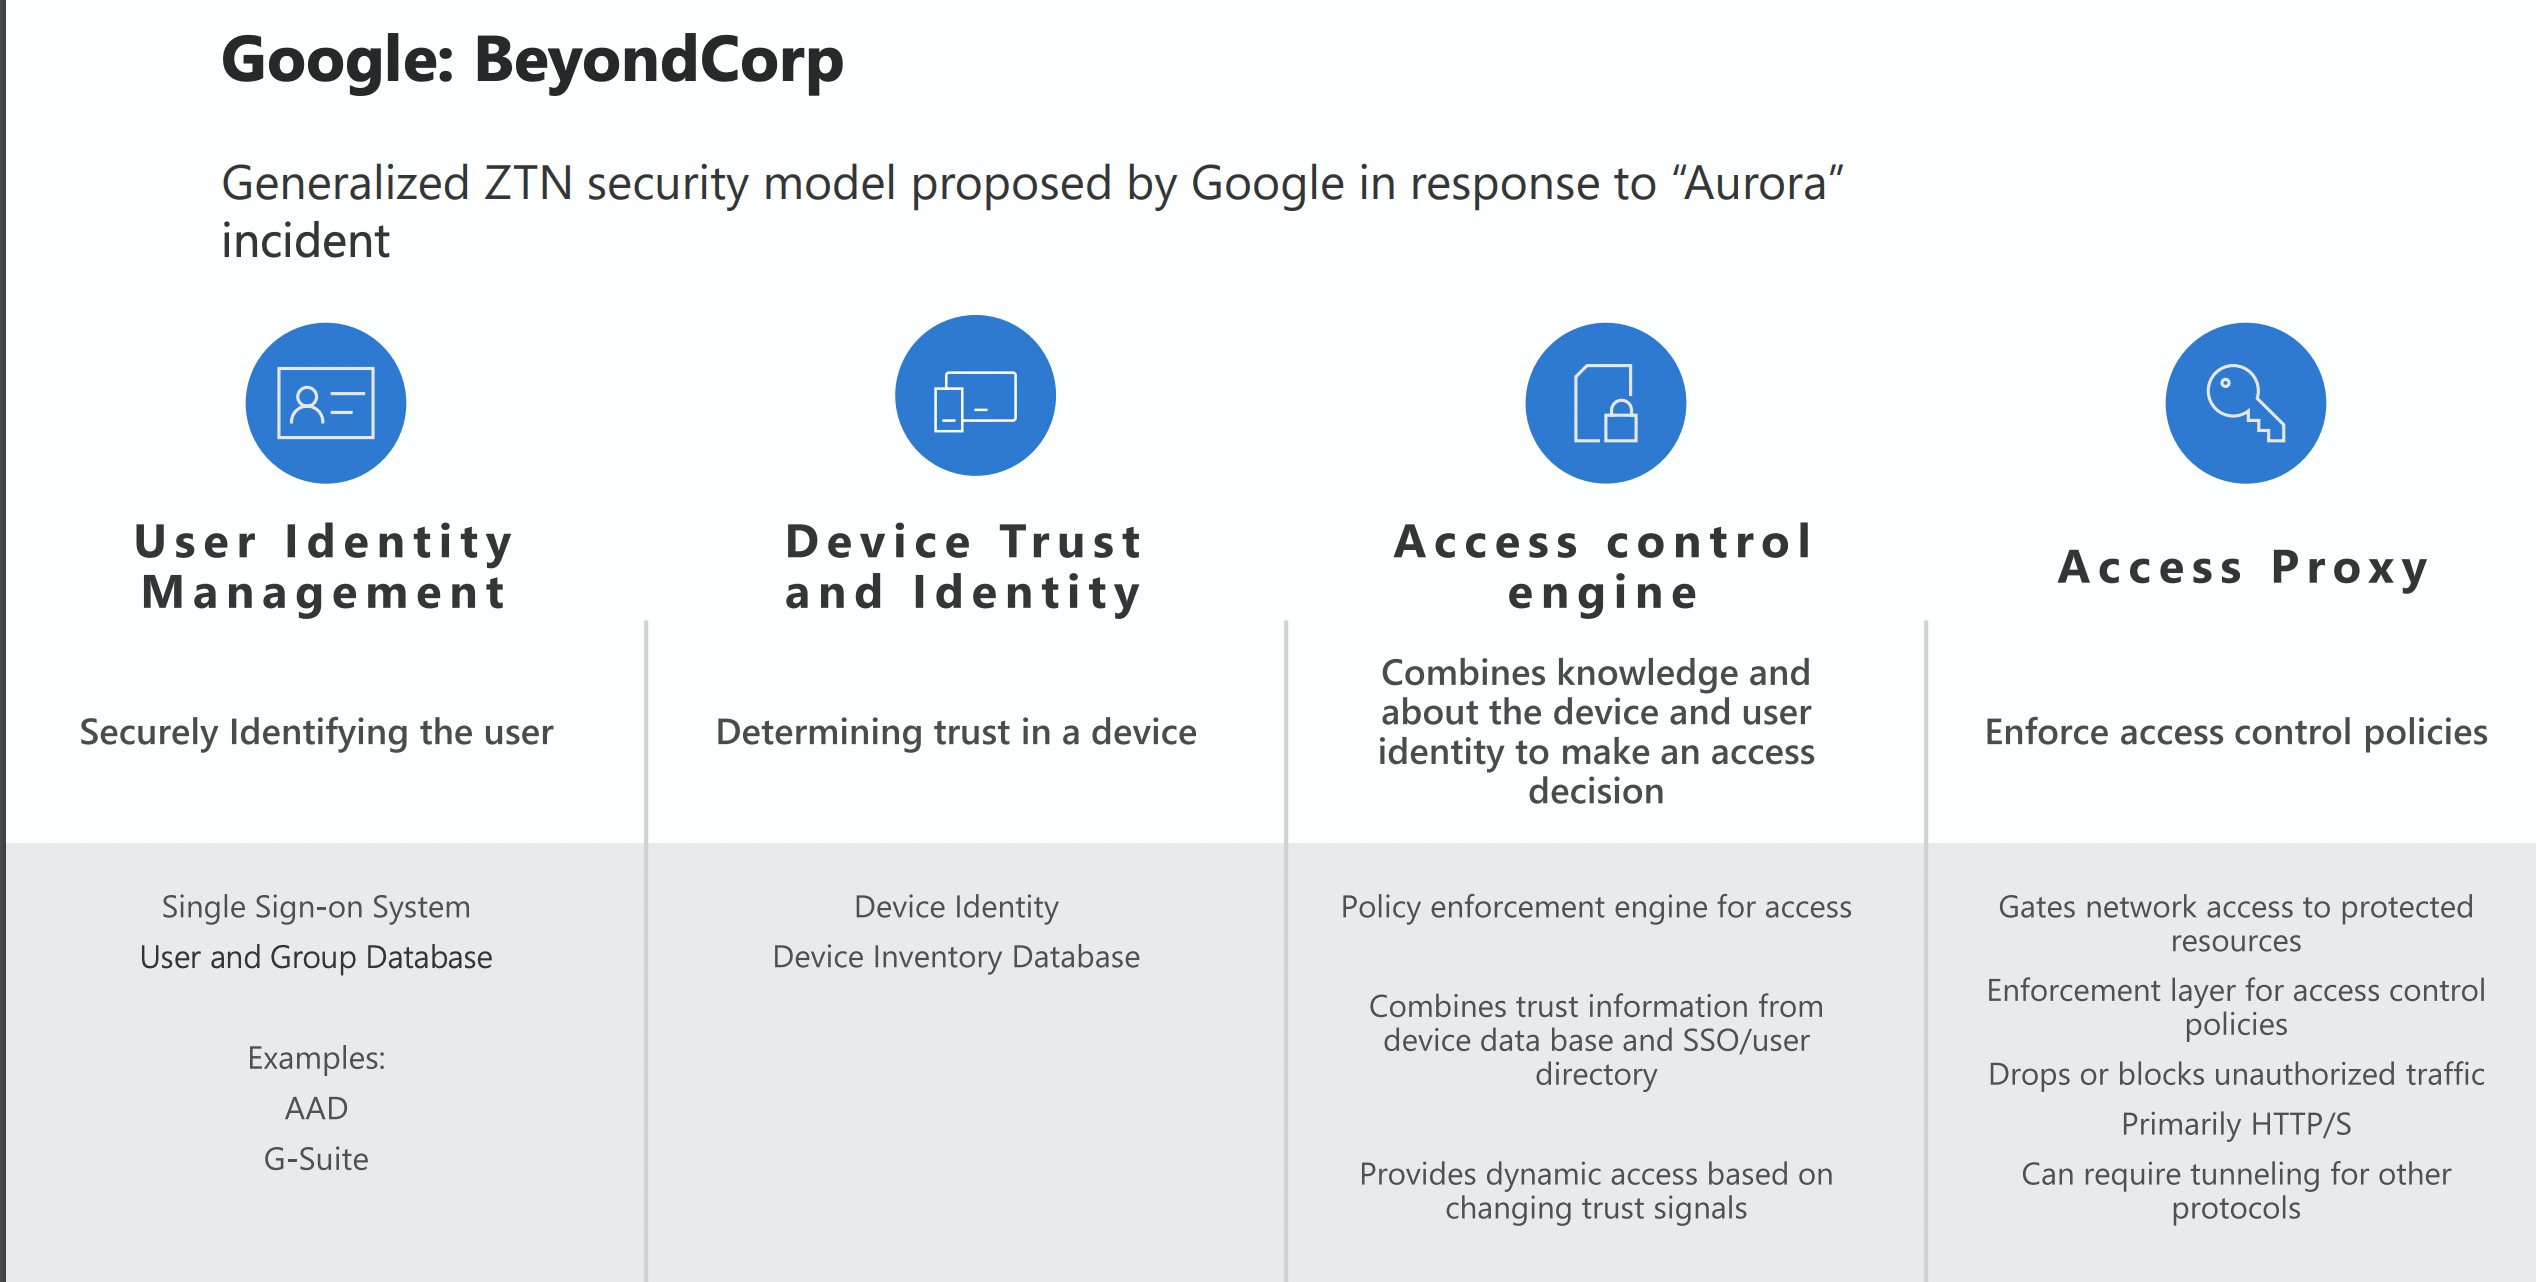 Google: BeyondCorp
Generalized ZTN security model proposed by Google in response to “Aurora”
incident
User Identity
Management
Securely Identifying the user
Single Sign-on System
User and Group Database
Examples:
AAD
G-Suite
Device Trust
and Identity
Determining trust in a device
Device Identity
Device Inventory Database
Access control
engine
Combines knowledge and
about the device and user
identity to make an access
decision
Policy enforcement engine for access
Combines trust information from
device data base and SSO/user
directory
Provides dynamic access based on
changing trust signals
Access Proxy
Enforce access control policies
Gates network access to protected
resources
Enforcement layer for access control
policies
Drops or blocks unauthorized traffic
Primarily HTTP/S
Can require tunneling for other
protocols